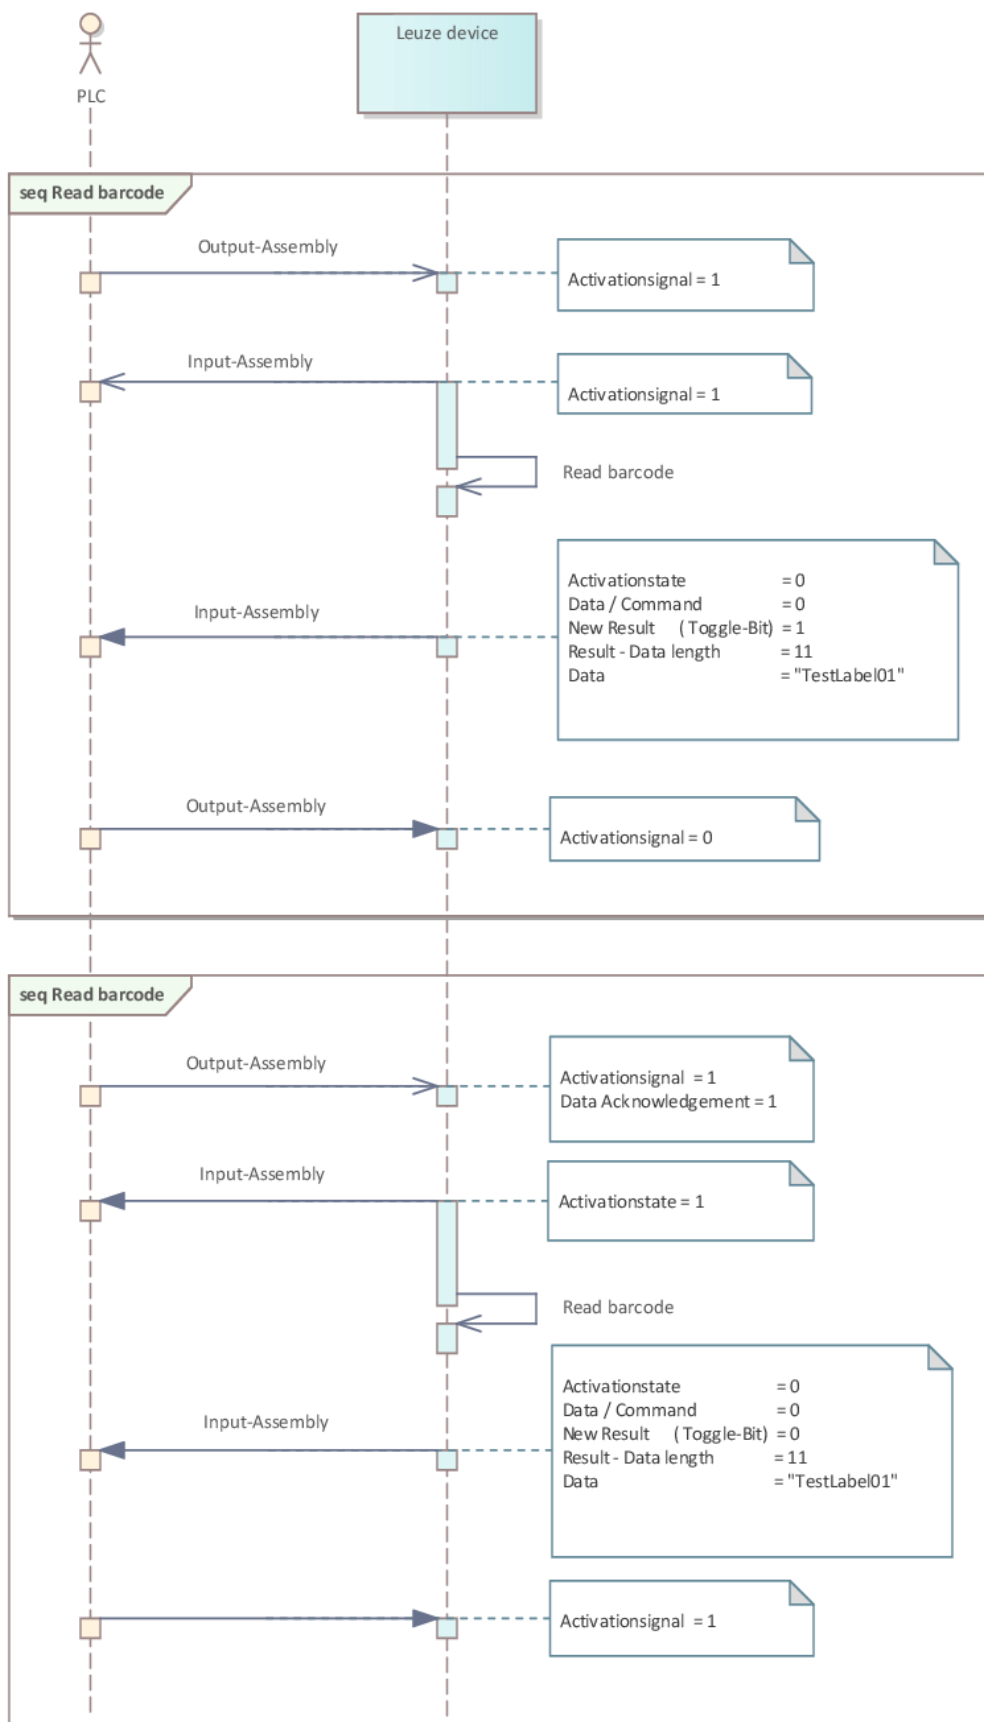 Leuze device
PLC
seq Read barcode
Output-Assembly
Activationsignal = 1
Input-Assembly
Activationsignal = 1
Read barcode
Activationstate = 0
Data / Command = 0
Input-Assembly
New Result (Toggle-Bit) = 1
Result - Data length = 11
Data = "TestLabel01"
Output-Assembly
Activationsignal = 0
seq Read barcode
Output-Assembly
Activationsignal = 1
Data Acknowledgement = 1
Input-Assembly
Activationstate = 1
Read barcode
Activationstate = 0
Data / Command = 0
Input-Assembly
New Result (Toggle-Bit) = 0
Result - Data length = 11
Data = "TestLabel01"
Activationsignal = 1